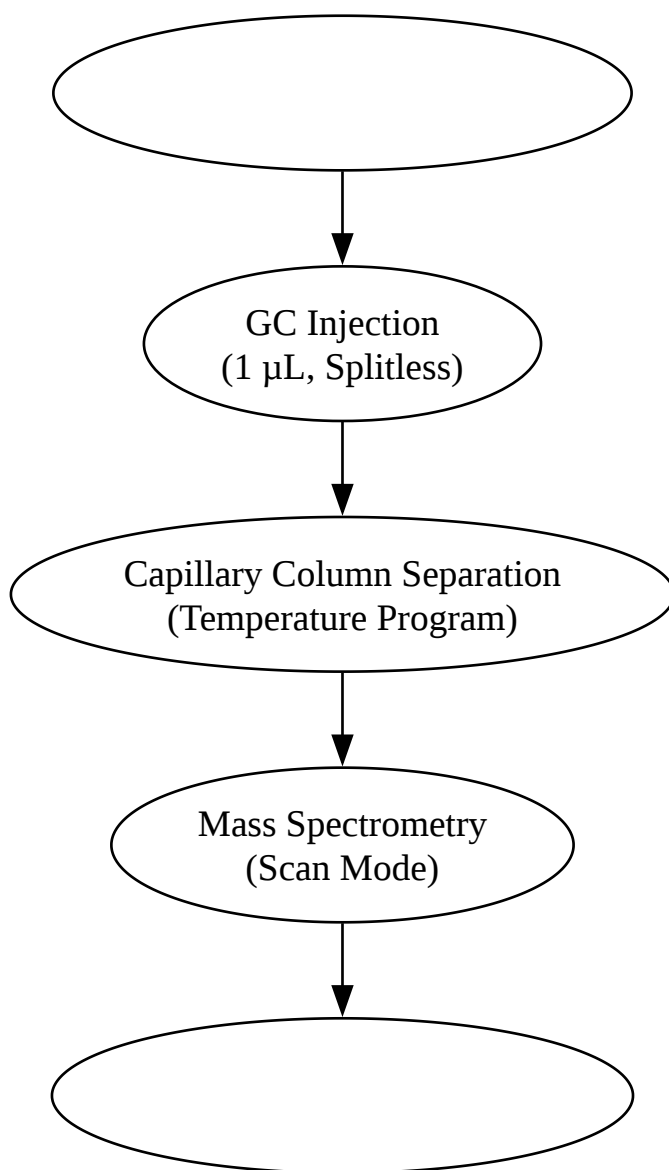 GC Injection
(1 µL, Splitless)
Capillary Column Separation
(Temperature Program)
Mass Spectrometry
(Scan Mode)